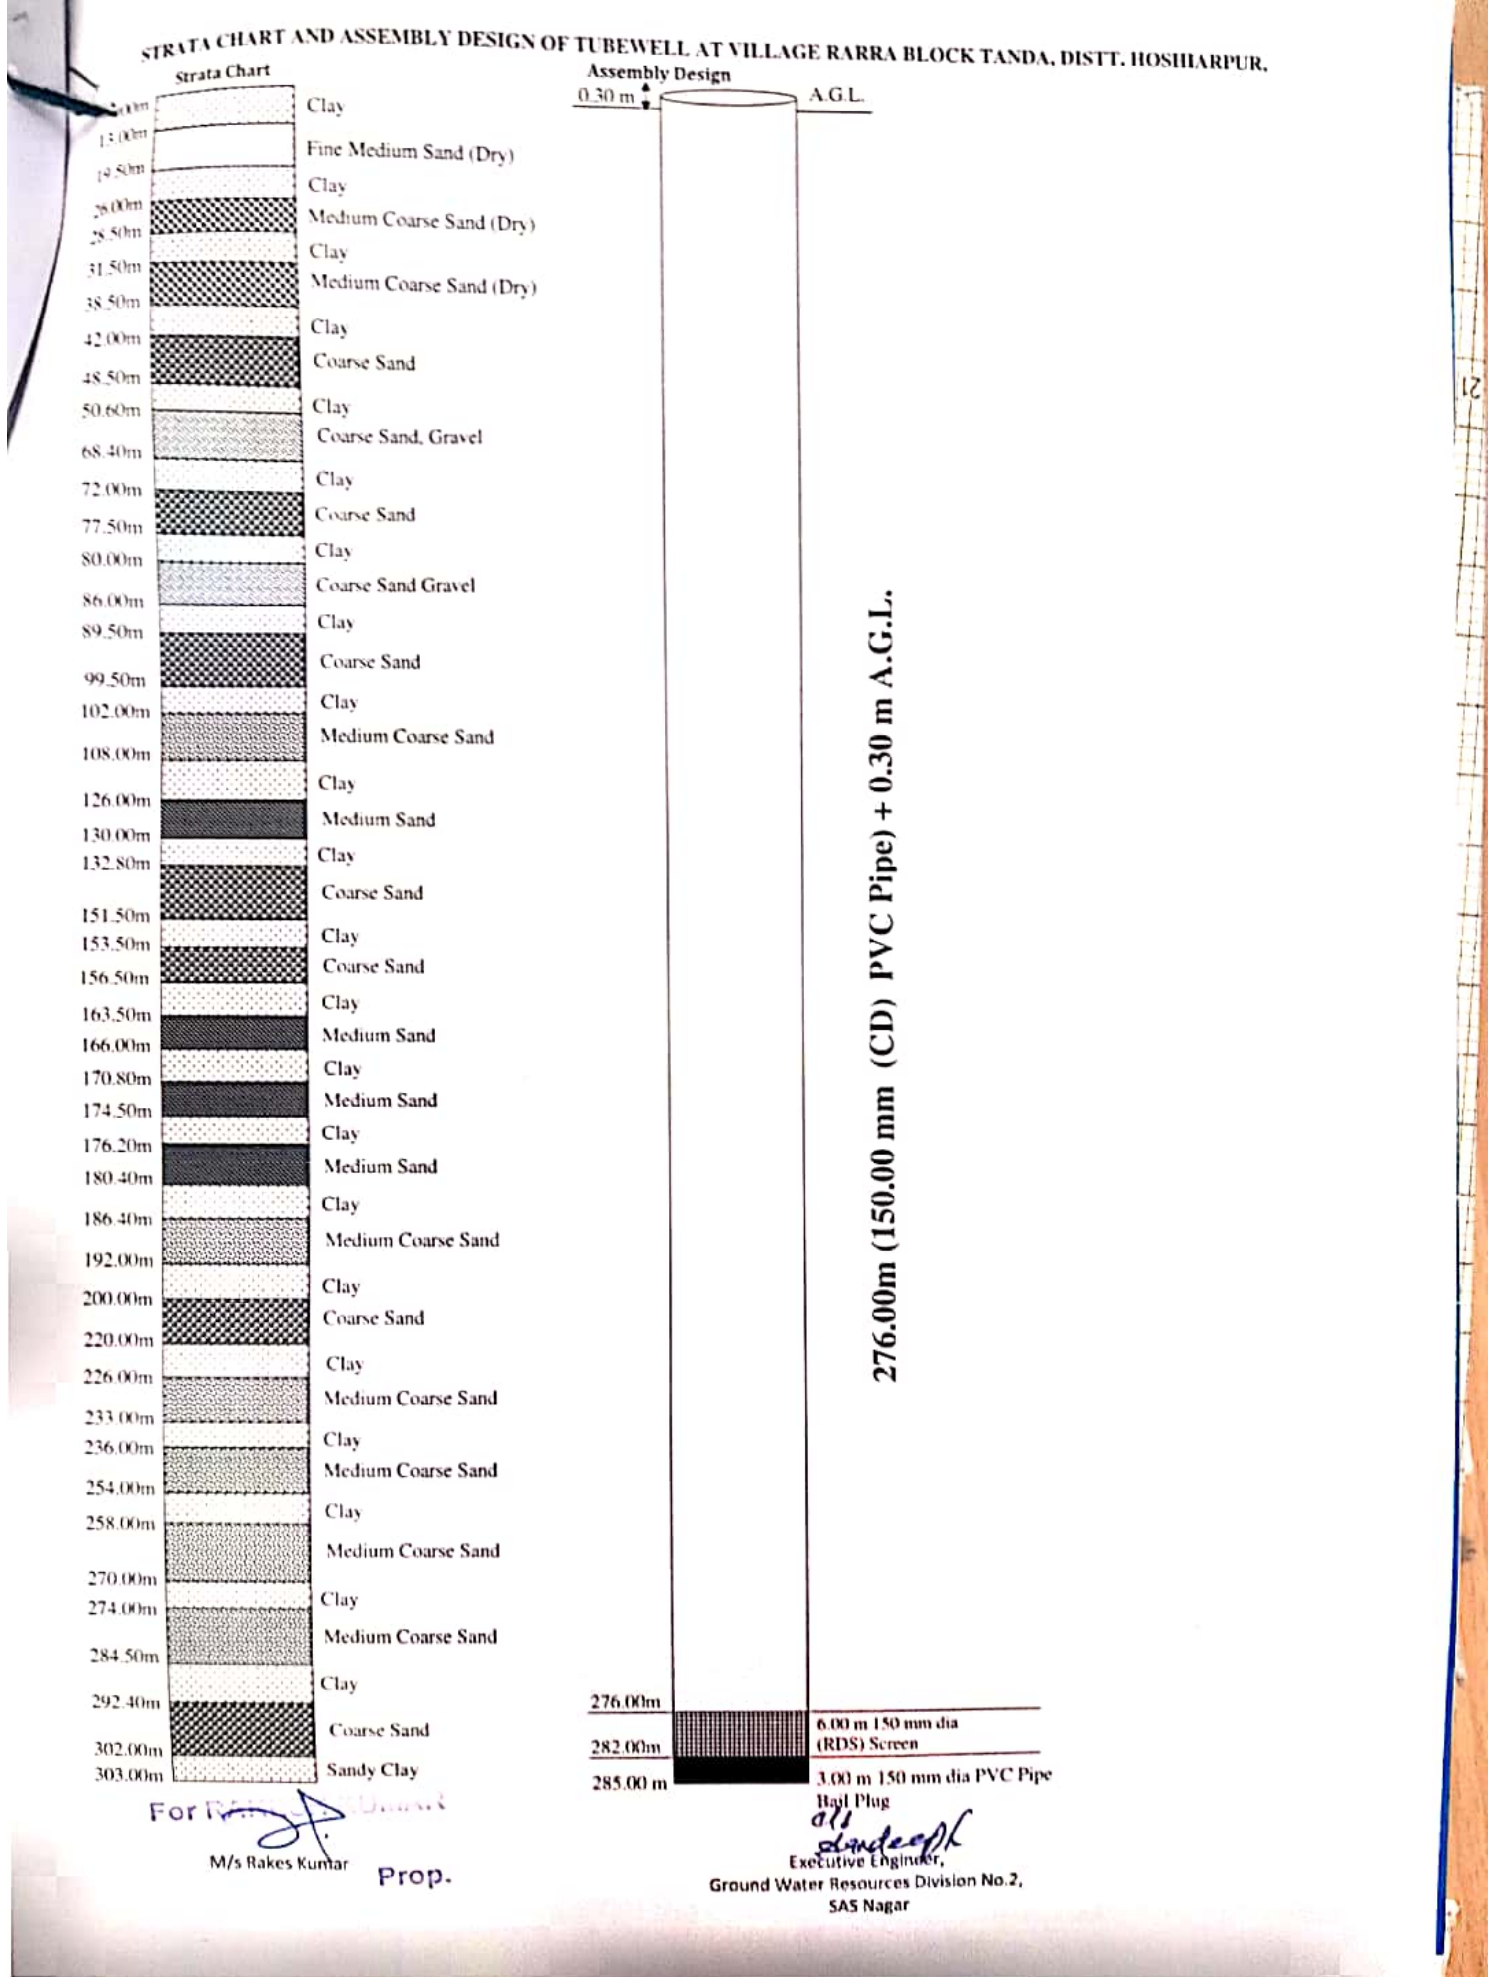 STRATA CHART AND ASSEMBLY DESIGN OF TUBEWELL AT VILLAGE RARRA BLOCK TANDA, DISTT. HOSHIARPUR.
Strata Chart
Assembly Design
0.30 m
A.G.L.
Clay
13.00m
Fine Medium Sand (Dry)
19.50m
Clay
26.00m
Medium Coarse Sand (Dry)
28.50m
Clay
31.50m
Medium Coarse Sand (Dry)
38.50m
Clay
42.00m
Coarse Sand
48.50m
Clay
50.60m
Coarse Sand, Gravel
68.40m
Clay
72.00m
Coarse Sand
77.50m
Clay
80.00m
Coarse Sand Gravel
86.00m
Clay
89.50m
Coarse Sand
99.50m
Clay
102.00m
Medium Coarse Sand
108.00m
Clay
126.00m
Medium Sand
130.00m
Clay
132.80m
Coarse Sand
151.50m
Clay
153.50m
Coarse Sand
156.50m
Clay
163.50m
Medium Sand
166.00m
Clay
170.80m
Medium Sand
174.50m
Clay
176.20m
Medium Sand
180.40m
Clay
186.40m
Medium Coarse Sand
192.00m
Clay
200.00m
Coarse Sand
220.00m
Clay
226.00m
Medium Coarse Sand
233.00m
Clay
236.00m
Medium Coarse Sand
254.00m
Clay
258.00m
Medium Coarse Sand
270.00m
Clay
274.00m
Medium Coarse Sand
284.50m
Clay
292.40m
Coarse Sand
302.00m
Sandy Clay
303.00m
276.00m (150.00 mm (CD) PVC Pipe) + 0.30 m A.G.L.
276.00m
6.00 m 150 mm dia
(RDS) Screen
282.00m
285.00 m
3.00 m 150 mm dia PVC Pipe
Bail Plug
For
M/s Rakes Kumar
Prop.
Executive Engineer,
Ground Water Resources Division No.2,
SAS Nagar
21